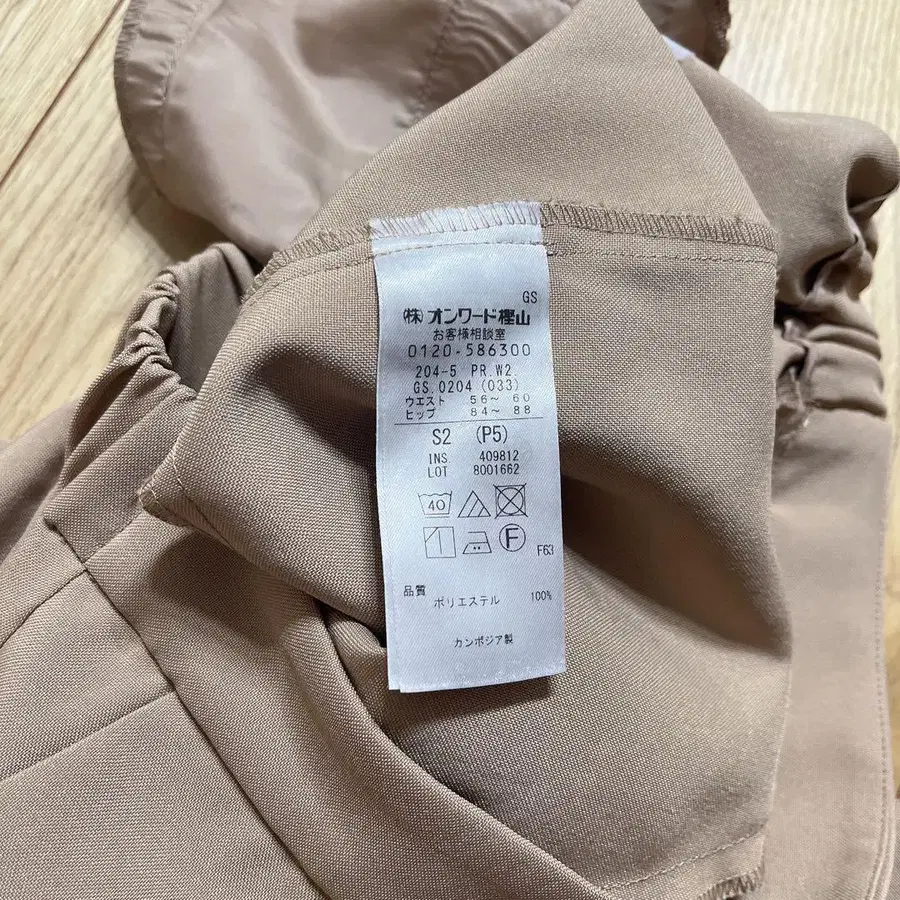 GS
㈱オンワード樫山
お客様相談室
0120-586300
204-5 PR.W2
GS.0204 (033)
ウエスト 56〜 60
ヒップ 84〜 88
S2 (P5)
INS. 409812
LOT 8001662
40
F
F63
品質
ポリエステル 100%
カンボジア製